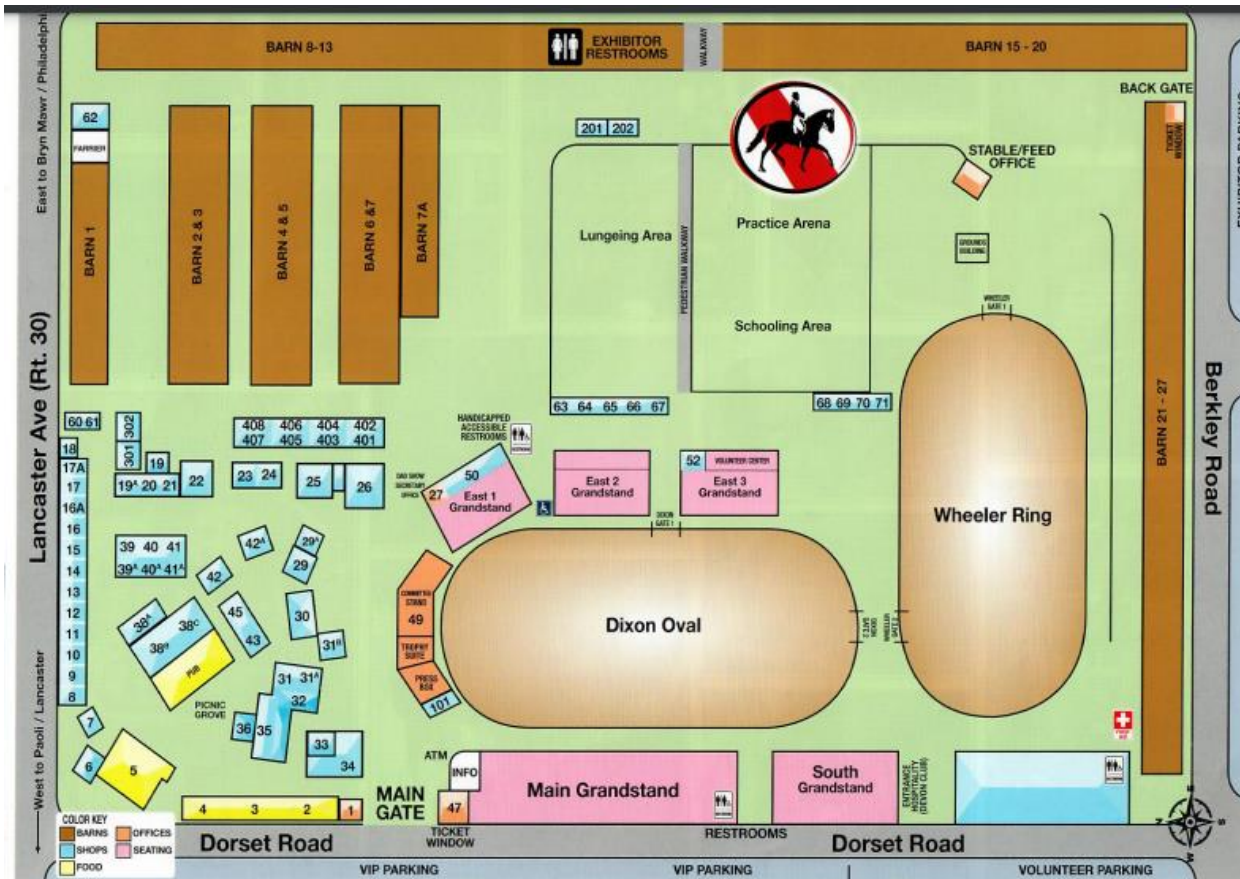 East to Bryn Mawr / Philadelphi
BARN 8-13
EXHIBITOR
RESTROOMS
WALKWAY
BARN 15 - 20
BACK GATE
TICKET
WINDOW
EXHIBITOR PARKING
62
FARRIER
BARN 1
BARN 2 & 3
BARN 4 & 5
BARN 6 &7
BARN 7A
201 202
STABLE/FEED
OFFICE
Lungeing Area
PEDESTRIAN WALKWAY
Practice Arena
GROUNDS
BUILDING
WHEELER
GATE 1
Schooling Area
Lancaster Ave (Rt. 30)
Berkley Road
BARN 21 - 27
63 64 65 66 67
68 69 70 71
60 61
302
301
408 406 404 402
407 405 403 401
HANDICAPPED
ACCESSIBLE
RESTROOMS
18
17A
17
16A
16
15
14
13
12
11
10
9
8
19
19A 20 21
22
23 24
25
26
SHOW
SECRETARY
OFFICE
27
50
East 1
Grandstand
East 2
Grandstand
52
VOLUNTEER CENTER
East 3
Grandstand
DIXON
GATE 1
Wheeler Ring
39 40 41
39A 40A 41A
42A
42
29A
29
38A
38C
38B
PUB
45
43
30
31B
COMMITTEE
STAND
49
TROPHY
SUITE
PRESS
BOX
101
Dixon Oval
DIXON
GATE 2
WHEELER
31 31A
32
PICNIC
GROVE
36
35
33
34
7
6
5
West to Paoli / Lancaster
ATM
INFO
Main Grandstand
South
Grandstand
ENTRANCE
HOSPITALITY
(DEVON CLUB)
4 3 2 1
MAIN
GATE
47
TICKET
WINDOW
RESTROOMS
COLOR KEY
BARNS
OFFICES
SHOPS
SEATING
FOOD
Dorset Road
Dorset Road
VIP PARKING
VIP PARKING
VOLUNTEER PARKING